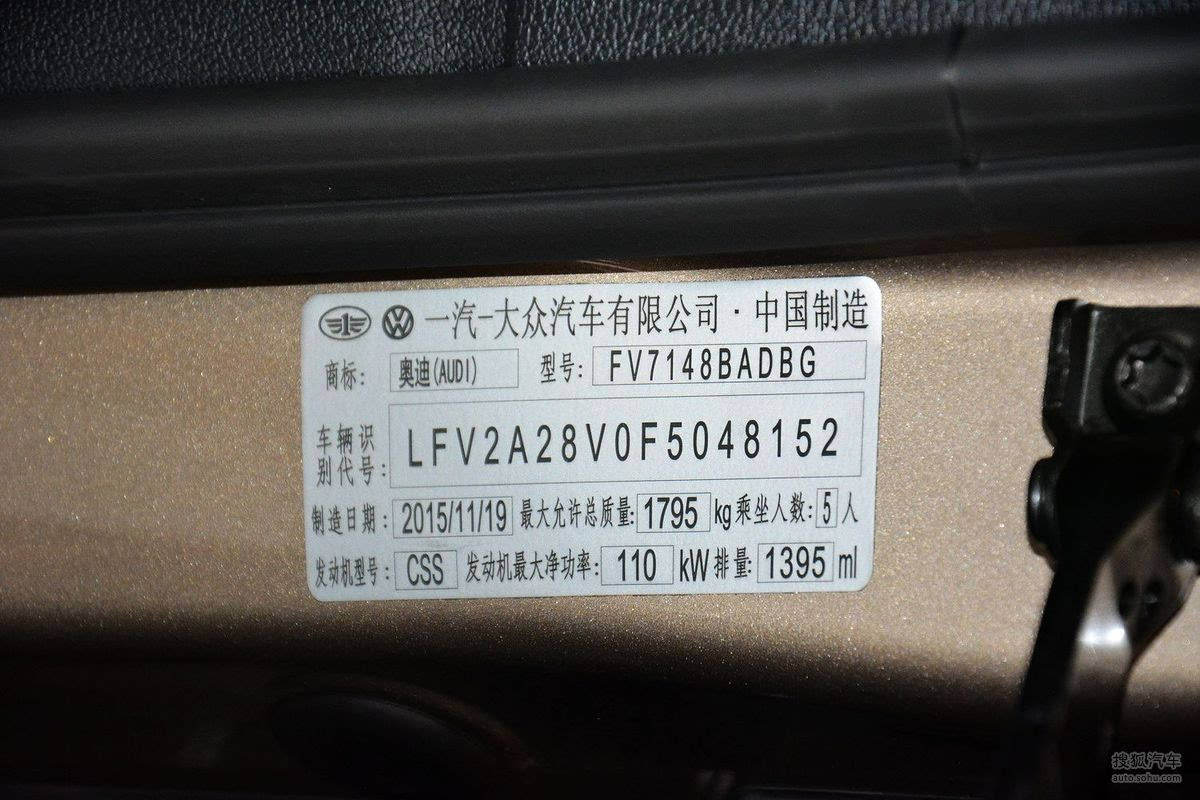 一汽-大众汽车有限公司·中国制造
商标: 奥迪(AUDI) 型号: FV7148BADBG
车辆识别代号: LFV2A28V0F5048152
制造日期: 2015/11/19 最大允许总质量: 1795 kg 乘坐人数: 5 人
发动机型号: CSS 发动机最大净功率: 110 kW 排量: 1395 ml
搜狐汽车
auto.sohu.com